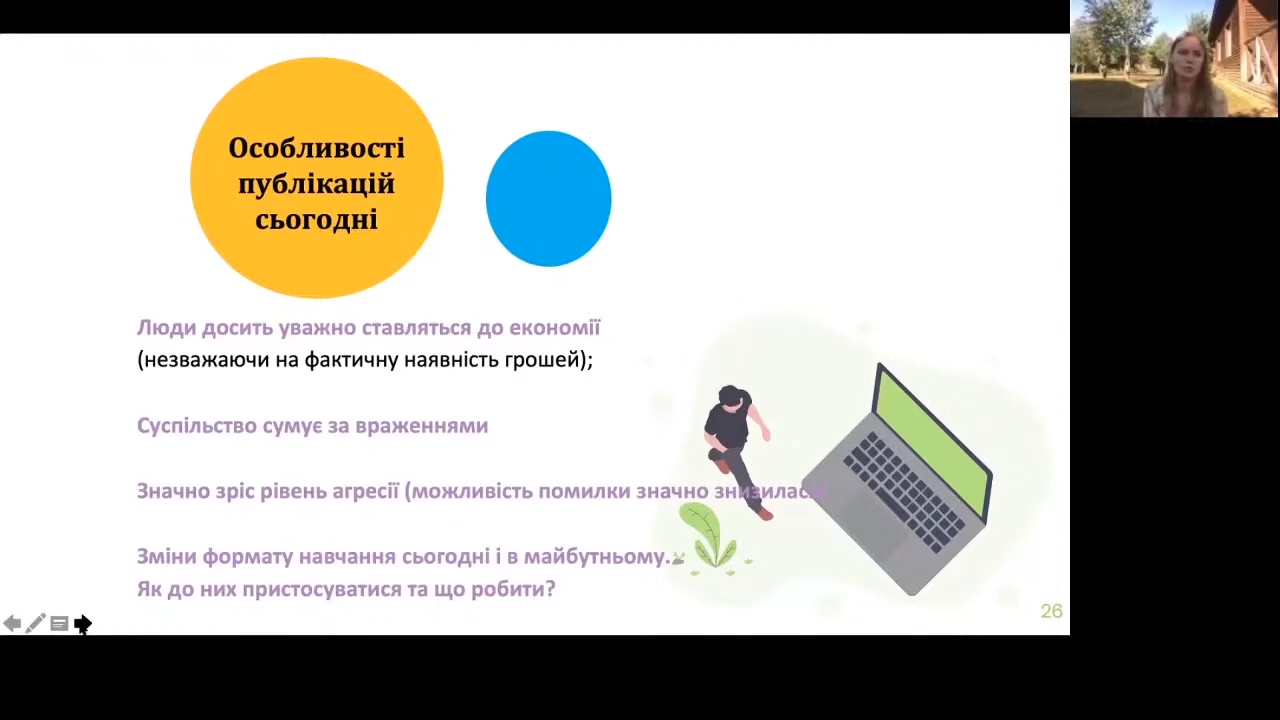 Особливості
публікацій
сьогодні
Люди досить уважно ставляться до економії
(незважаючи на фактичну наявність грошей);
Суспільство сумує за враженнями
Значно зріс рівень агресії (можливість помилки значно знизилася)
Зміни формату навчання сьогодні і в майбутньому.
Як до них пристосуватися та що робити?
26